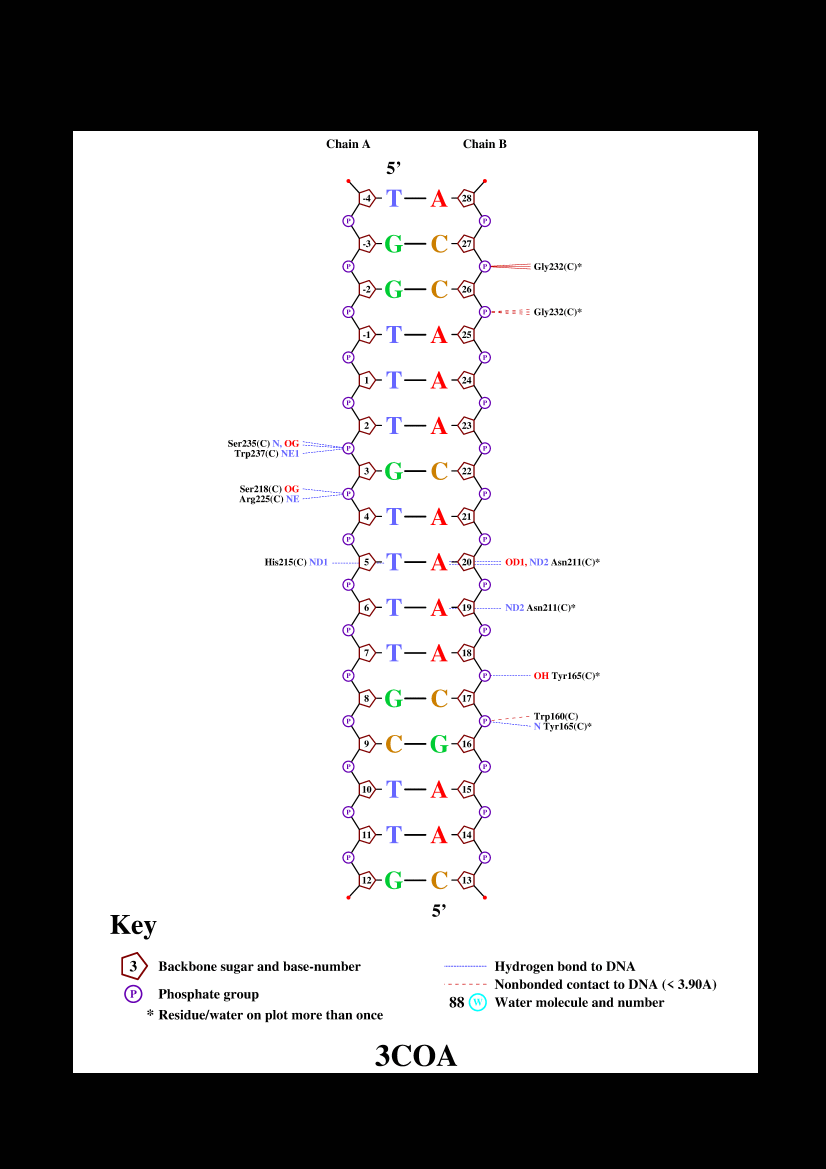 Chain A Chain B
5’
-4 T A 28
P P
-3 G C 27
P P Gly232(C)*
-2 G C 26
P P Gly232(C)*
-1 T A 25
P P
1 T A 24
P P
2 T A 23
Ser235(C) N, OG P P
Trp237(C) NE1
3 G C 22
Ser218(C) OG P P
Arg225(C) NE
4 T A 21
P P
His215(C) ND1 5 T A 20 OD1, ND2 Asn211(C)*
P P
6 T A 19 ND2 Asn211(C)*
P P
7 T A 18
P P OH Tyr165(C)*
8 G C 17
P P Trp160(C)
N Tyr165(C)*
9 C G 16
P P
10 T A 15
P P
11 T A 14
P P
12 G C 13
5’
Key
3 Backbone sugar and base-number
P Phosphate group
* Residue/water on plot more than once
Hydrogen bond to DNA
Nonbonded contact to DNA (< 3.90A)
88 W Water molecule and number
3COA